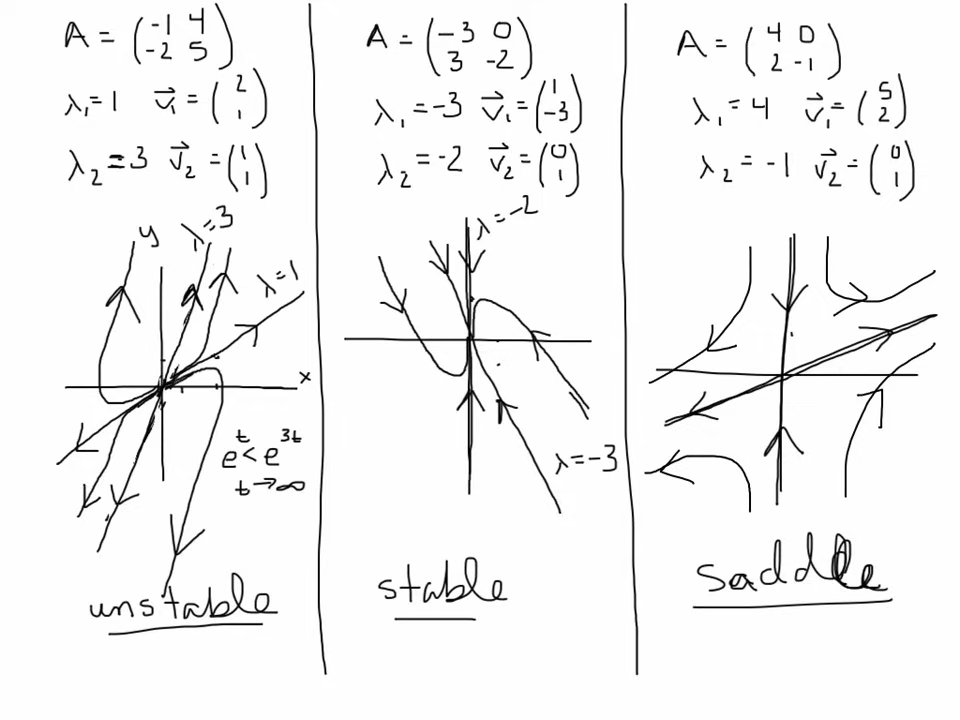 A = (-1 4
-2 5)
λ₁=1 v⃗₁ = (2
1)
λ₂ = 3 v⃗₂ = (1
1)
y
λ=3
λ=1
x
e^t < e^3t
t→∞
unstable
A = (-3 0
3 -2)
λ₁ = -3 v⃗₁ = (1
-3)
λ₂ = -2 v⃗₂ = (0
1)
λ=-2
λ=-3
stable
A = (4 0
2 -1)
λ₁ = 4 v⃗₁ = (5
2)
λ₂ = -1 v⃗₂ = (0
1)
saddle